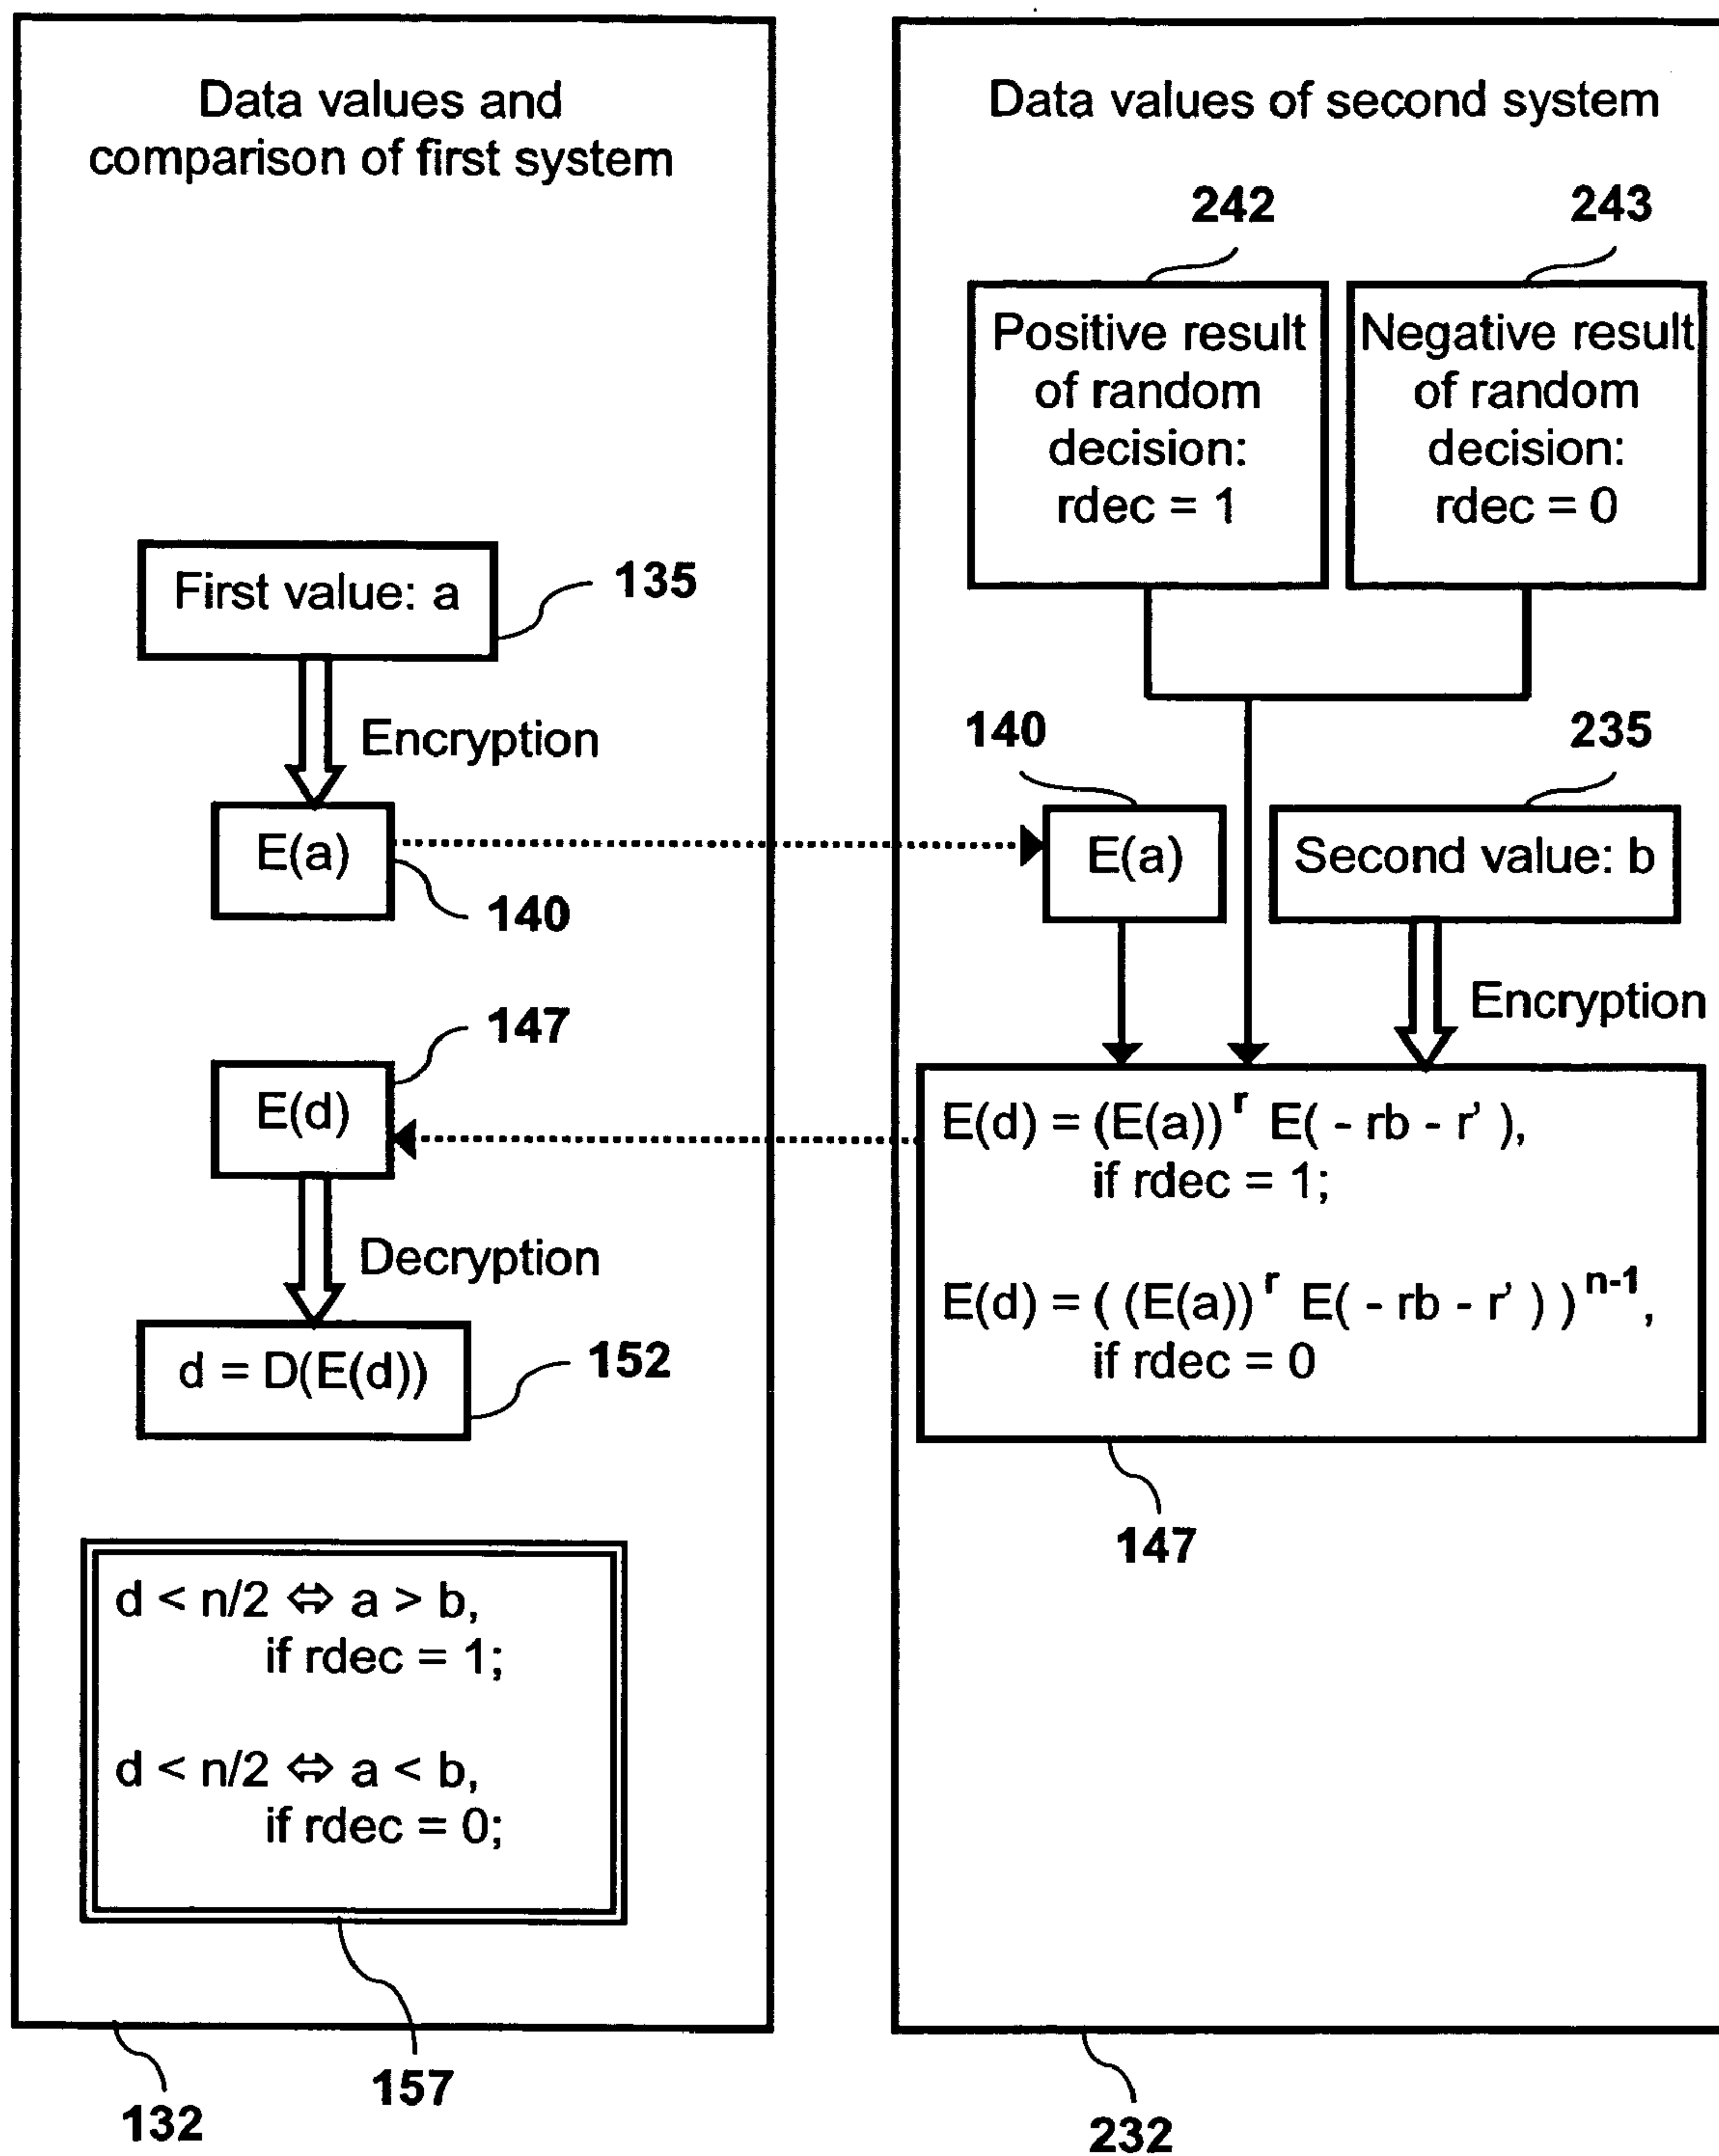 Data values and
comparison of first system
First value: a
135
Encryption
E(a)
140
147
E(d)
Decryption
d = D(E(d))
152
d < n/2 ⇔ a > b,
if rdec = 1;
d < n/2 ⇔ a < b,
if rdec = 0;
157
132
Data values of second system
242
243
Positive result
of random
decision:
rdec = 1
Negative result
of random
decision:
rdec = 0
140
235
E(a)
Second value: b
Encryption
E(d) = (E(a))^r E( - rb - r' ),
if rdec = 1;
E(d) = ( (E(a))^r E( - rb - r' ) )^n-1,
if rdec = 0
147
232